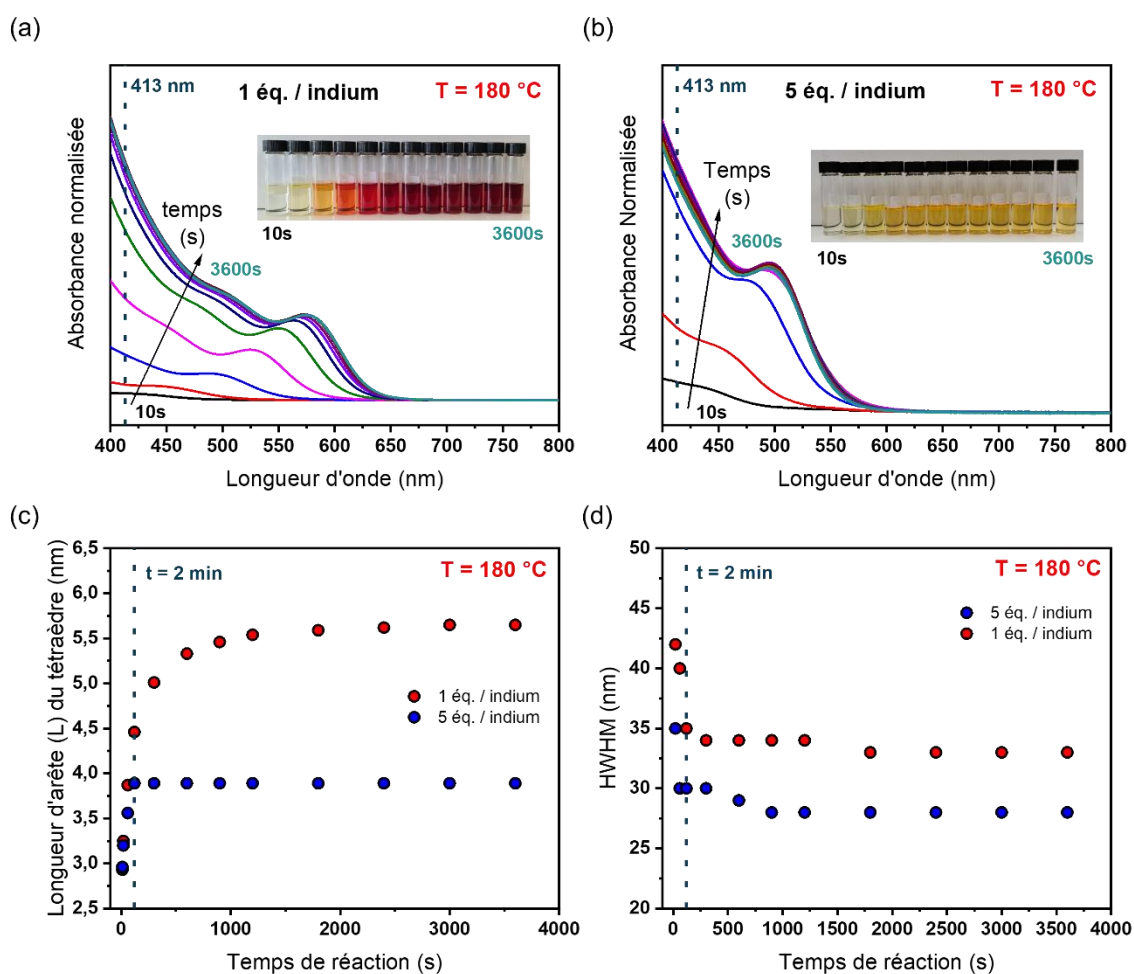 (a)
413 nm
1 éq. / indium
T = 180 °C
temps
(s)
3600s
10s
10s
3600s
Absorbance normalisée
400 450 500 550 600 650 700 750 800
Longueur d'onde (nm)
(b)
413 nm
5 éq. / indium
T = 180 °C
Temps
(s)
3600s
10s
10s
3600s
Absorbance Normalisée
400 450 500 550 600 650 700 750 800
Longueur d'onde (nm)
(c)
t = 2 min
T = 180 °C
1 éq. / indium
5 éq. / indium
Longueur d'arête (L) du tétraèdre (nm)
6,5
6,0
5,5
5,0
4,5
4,0
3,5
3,0
2,5
0 1000 2000 3000 4000
Temps de réaction (s)
(d)
t = 2 min
T = 180 °C
5 éq. / indium
1 éq. / indium
HWHM (nm)
50
45
40
35
30
25
20
0 500 1000 1500 2000 2500 3000 3500 4000
Temps de réaction (s)